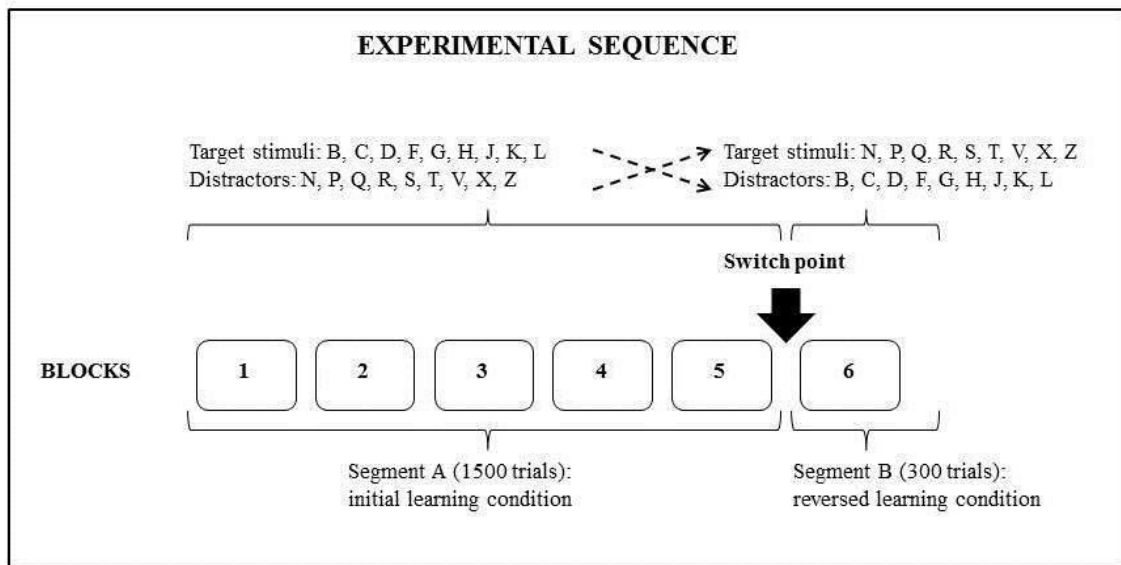 EXPERIMENTAL SEQUENCE
Target stimuli: B, C, D, F, G, H, J, K, L
Distractors: N, P, Q, R, S, T, V, X, Z
Target stimuli: N, P, Q, R, S, T, V, X, Z
Distractors: B, C, D, F, G, H, J, K, L
Switch point
BLOCKS 1 2 3 4 5 6
Segment A (1500 trials):
initial learning condition
Segment B (300 trials):
reversed learning condition